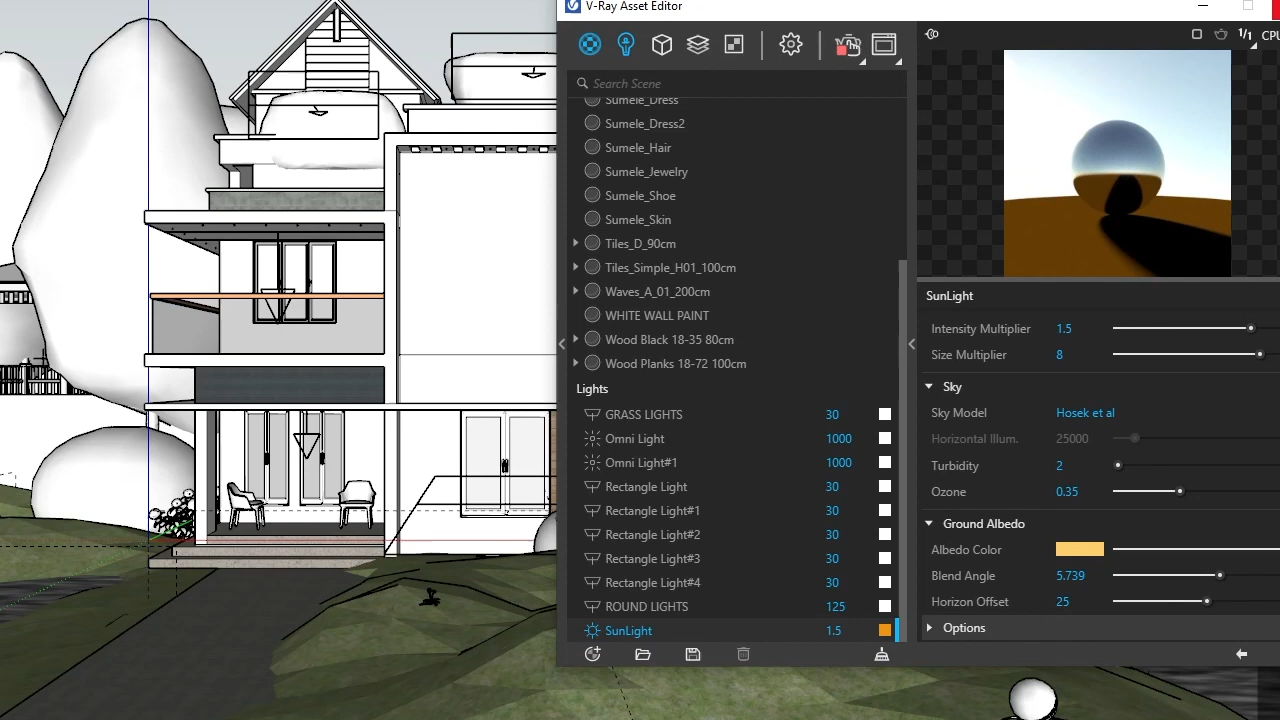 V-Ray Asset Editor
1/1 CPU
Search Scene
Sumele_Dress
Sumele_Dress2
Sumele_Hair
Sumele_Jewelry
Sumele_Shoe
Sumele_Skin
Tiles_D_90cm
Tiles_Simple_H01_100cm
Waves_A_01_200cm
WHITE WALL PAINT
Wood Black 18-35 80cm
Wood Planks 18-72 100cm
Lights
GRASS LIGHTS 30
Omni Light 1000
Omni Light#1 1000
Rectangle Light 30
Rectangle Light#1 30
Rectangle Light#2 30
Rectangle Light#3 30
Rectangle Light#4 30
ROUND LIGHTS 125
SunLight 1.5
SunLight
Intensity Multiplier 1.5
Size Multiplier 8
Sky
Sky Model Hosek et al
Horizontal Illum. 25000
Turbidity 2
Ozone 0.35
Ground Albedo
Albedo Color
Blend Angle 5.739
Horizon Offset 25
Options